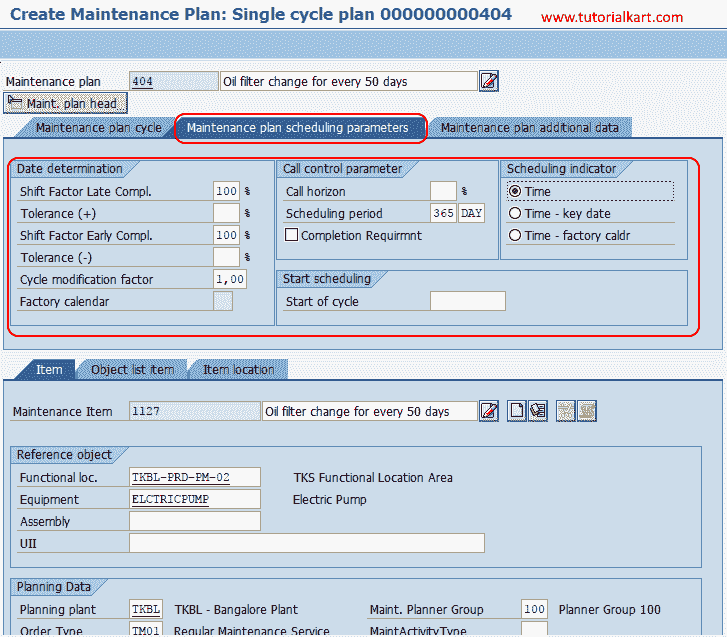 Create Maintenance Plan: Single cycle plan 000000000404
www.tutorialkart.com
Maintenance plan 404 Oil filter change for every 50 days
Maint. plan head
Maintenance plan cycle Maintenance plan scheduling parameters Maintenance plan additional data
Date determination Call control parameter Scheduling indicator
Shift Factor Late Compl. 100 % Call horizon % Time
Tolerance (+) % Scheduling period 365 DAY Time - key date
Shift Factor Early Compl. 100 % Completion Requirmnt Time - factory caldr
Tolerance (-) %
Cycle modification factor 1,00 Start scheduling
Factory calendar Start of cycle
Item Object list item Item location
Maintenance Item 1127 Oil filter change for every 50 days
Reference object
Functional loc. TKBL-PRD-PM-02 TKS Functional Location Area
Equipment ELCTRICPUMP Electric Pump
Assembly
UII
Planning Data
Planning plant TKBL TKBL - Bangalore Plant Maint. Planner Group 100 Planner Group 100
Order Type TM01 Regular Maintenance Service MaintActivityType